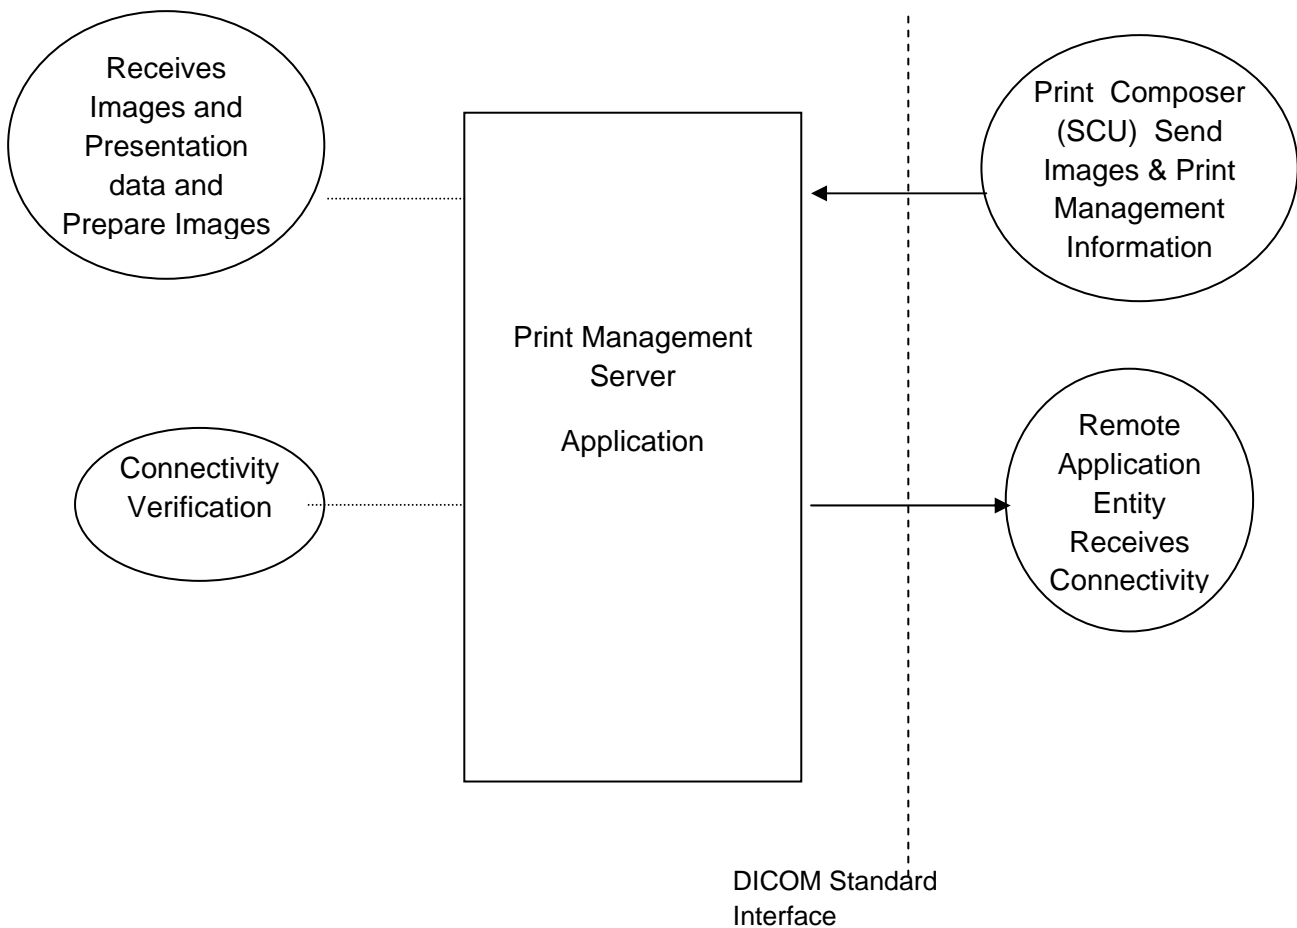 Receives
Images and
Presentation
data and
Prepare Images
Print Composer
(SCU) Send
Images & Print
Management
Information
Print Management
Server
Application
Connectivity
Verification
Remote
Application
Entity
Receives
Connectivity
DICOM Standard
Interface